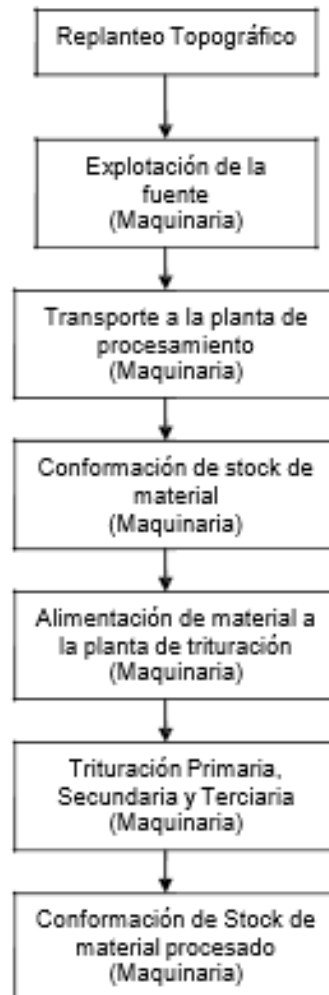 Replanteo Topográfico
Explotación de la
fuente
(Maquinaria)
Transporte a la planta de
procesamiento
(Maquinaria)
Conformación de stock de
material
(Maquinaria)
Alimentación de material a
la planta de trituración
(Maquinaria)
Trituración Primaria,
Secundaria y Terciaria
(Maquinaria)
Conformación de Stock de
material procesado
(Maquinaria)